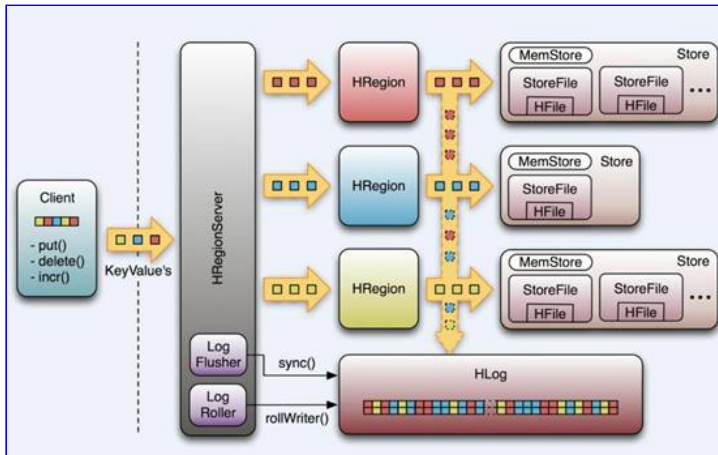 Client
- put()
- delete()
- incr()
KeyValue's
HRegionServer
Log
Flusher
Log
Roller
sync()
rollWriter()
HRegion
MemStore
Store
StoreFile
HFile
StoreFile
HFile
...
HRegion
MemStore
Store
StoreFile
HFile
HRegion
MemStore
Store
StoreFile
HFile
StoreFile
HFile
...
HLog